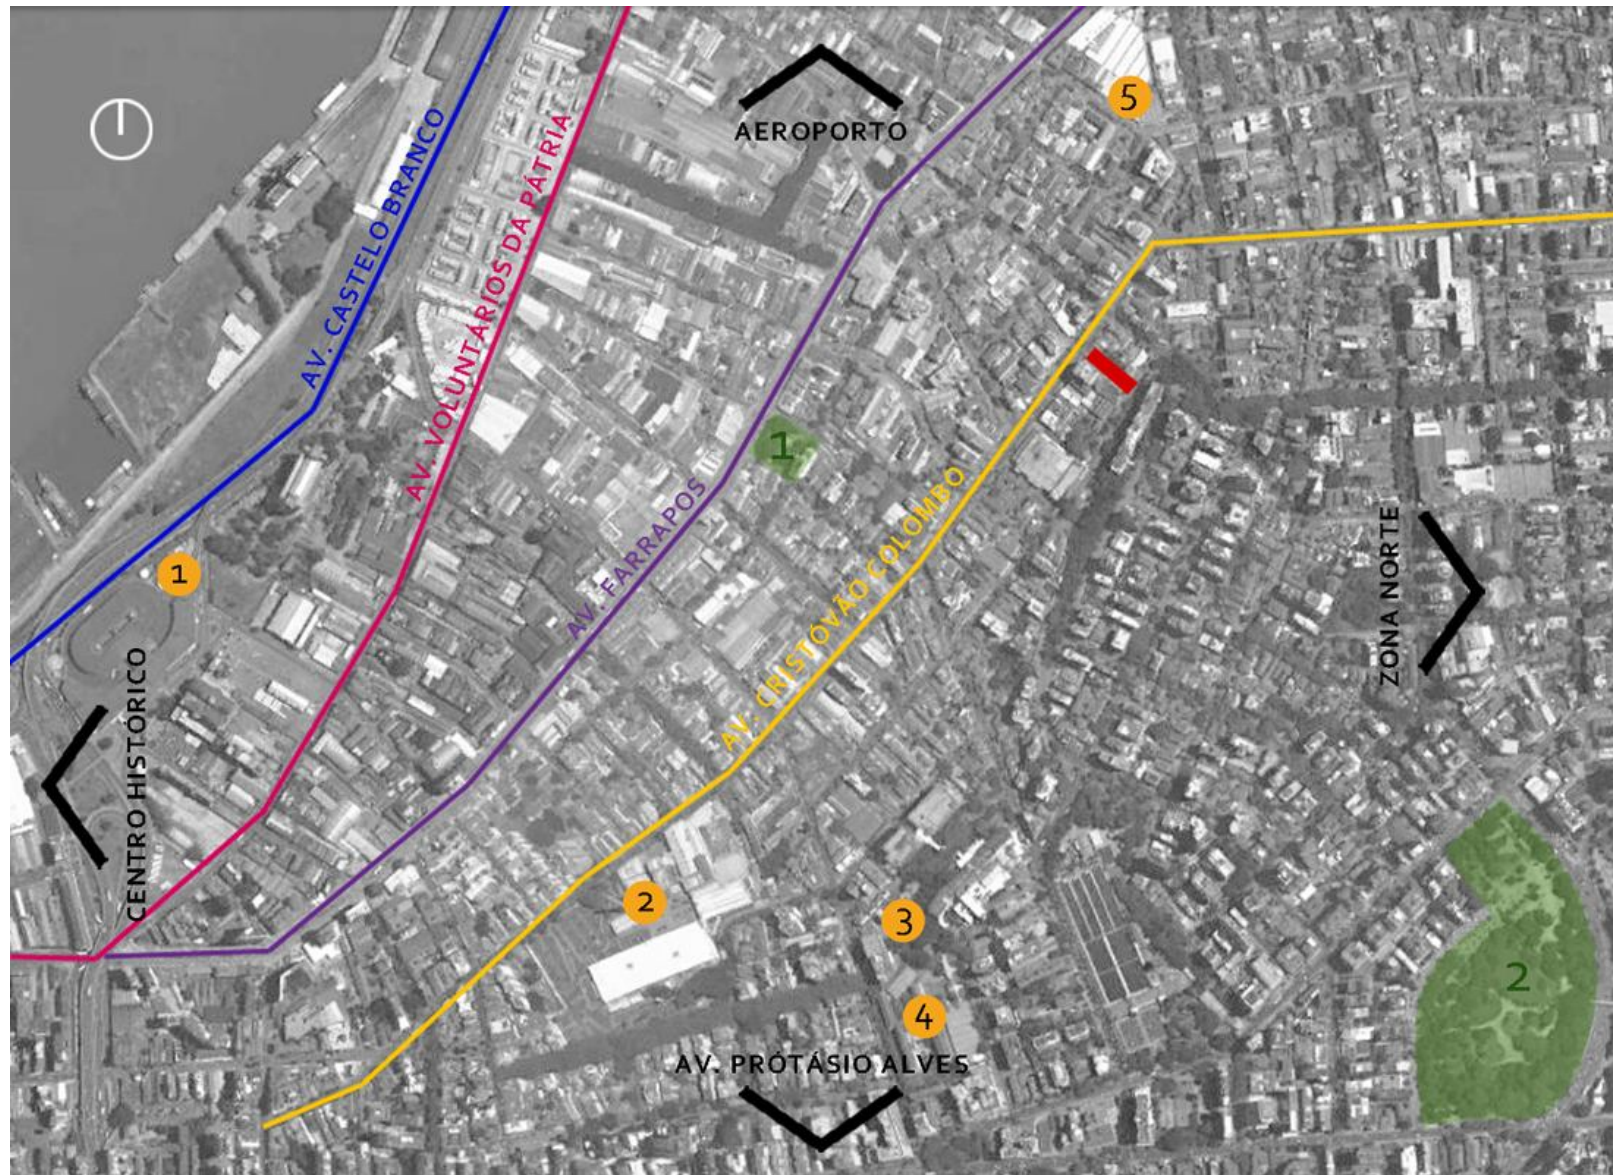 5
AEROPORTO
AV. CASTELO BRANCO
AV. VOLUNTÁRIOS DA PÁTRIA
1
AV. FARRAPOS
AV. CRISTÓVÃO COLOMBO
ZONA NORTE
1
CENTRO HISTÓRICO
2
3
2
4
AV. PRÓTÁSIO ALVES